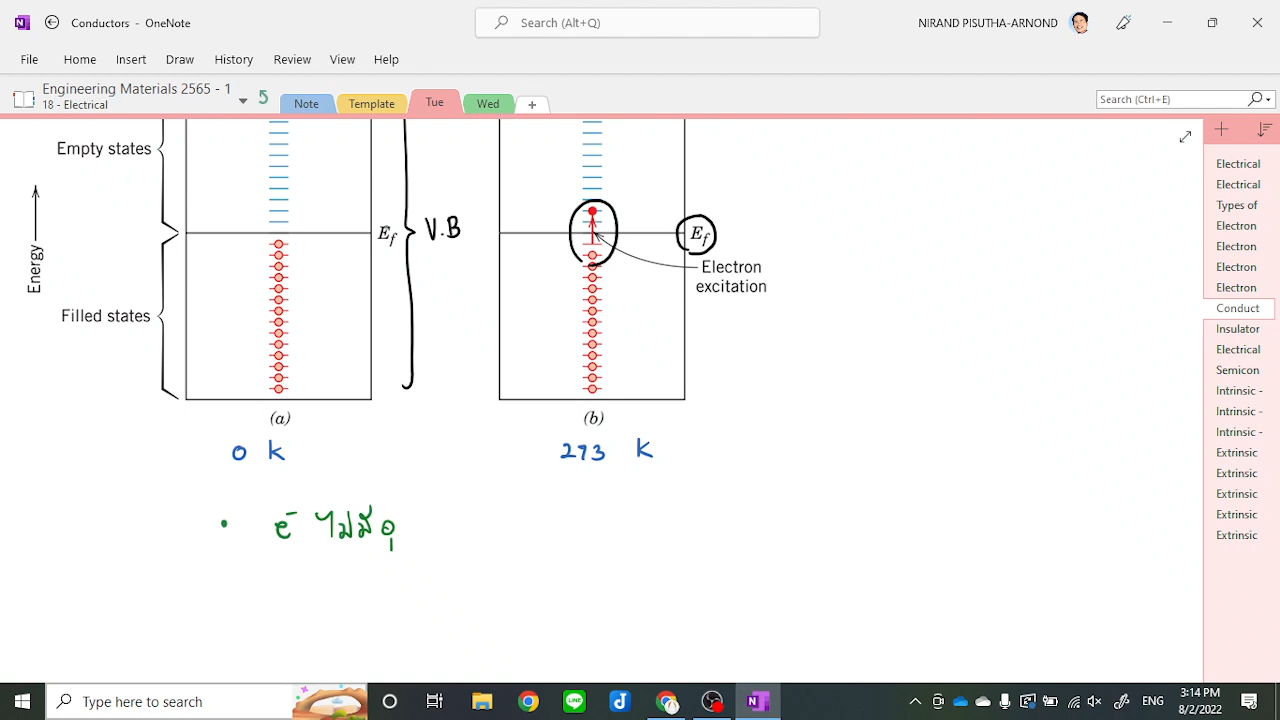 Conductors - OneNote
Search (Alt+Q)
NIRAND PISUTHA-ARNOND
File Home Insert Draw History Review View Help
Engineering Materials 2565 - 1
18 - Electrical
Note Template Tue Wed +
Search (Ctrl+E)
Empty states
Energy
Filled states
Ef
V.B
Ef
Electron
excitation
(a)
(b)
0 K
273 K
• e⁻ ไม่มีอุ
Electrical
Electrical
Types of
Electron
Electron
Electron
Electron
Conduct
Insulator
Electrical
Semicon
Intrinsic -
Intrinsic -
Intrinsic -
Extrinsic
Extrinsic
Extrinsic
Extrinsic
Extrinsic
Type here to search
ENG
3:14 PM
8/2/2022